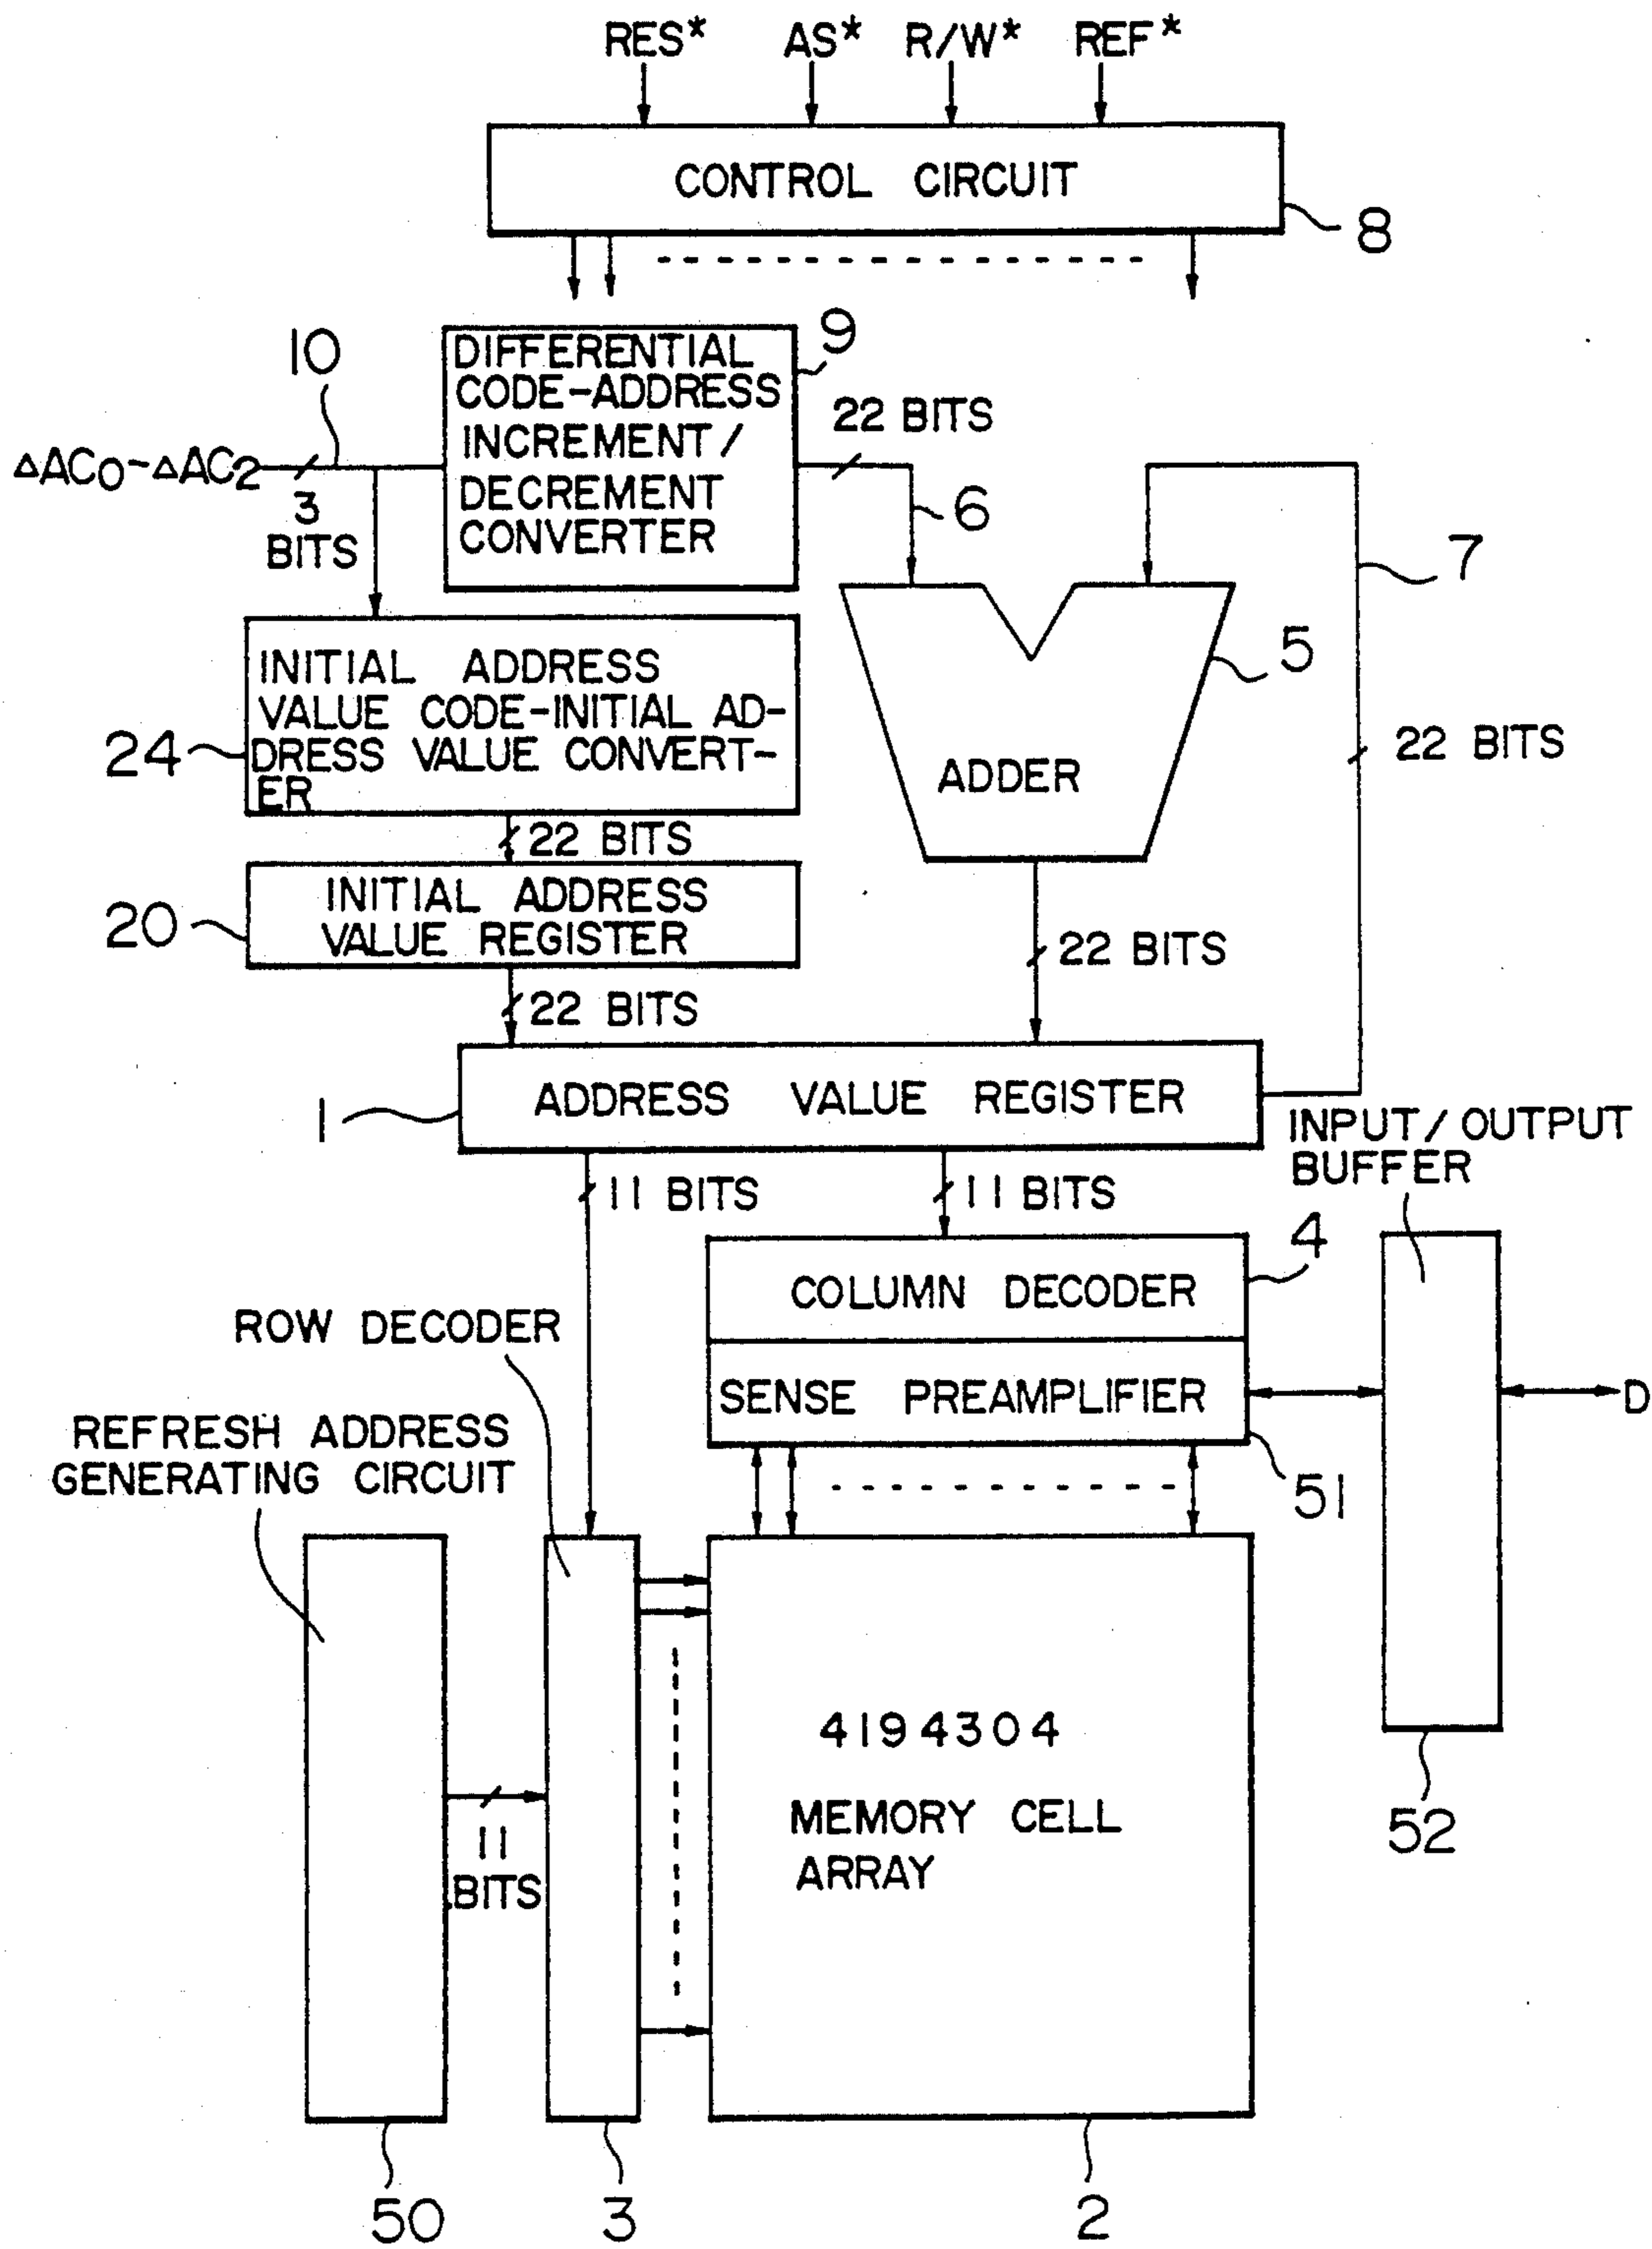 RES* AS* R/W* REF*
CONTROL CIRCUIT
8
DIFFERENTIAL
CODE-ADDRESS
INCREMENT/
DECREMENT
CONVERTER
9
10
22 BITS
ΔAC0~ΔAC2
3
BITS
6
7
INITIAL ADDRESS
VALUE CODE-INITIAL AD-
DRESS VALUE CONVERT-
ER
24
5
ADDER
22 BITS
22 BITS
INITIAL ADDRESS
VALUE REGISTER
20
22 BITS
22 BITS
ADDRESS VALUE REGISTER
1
INPUT/OUTPUT
BUFFER
11 BITS
11 BITS
4
COLUMN DECODER
ROW DECODER
SENSE PREAMPLIFIER
D
REFRESH ADDRESS
GENERATING CIRCUIT
51
4194304
MEMORY CELL
ARRAY
11
BITS
52
50
3
2